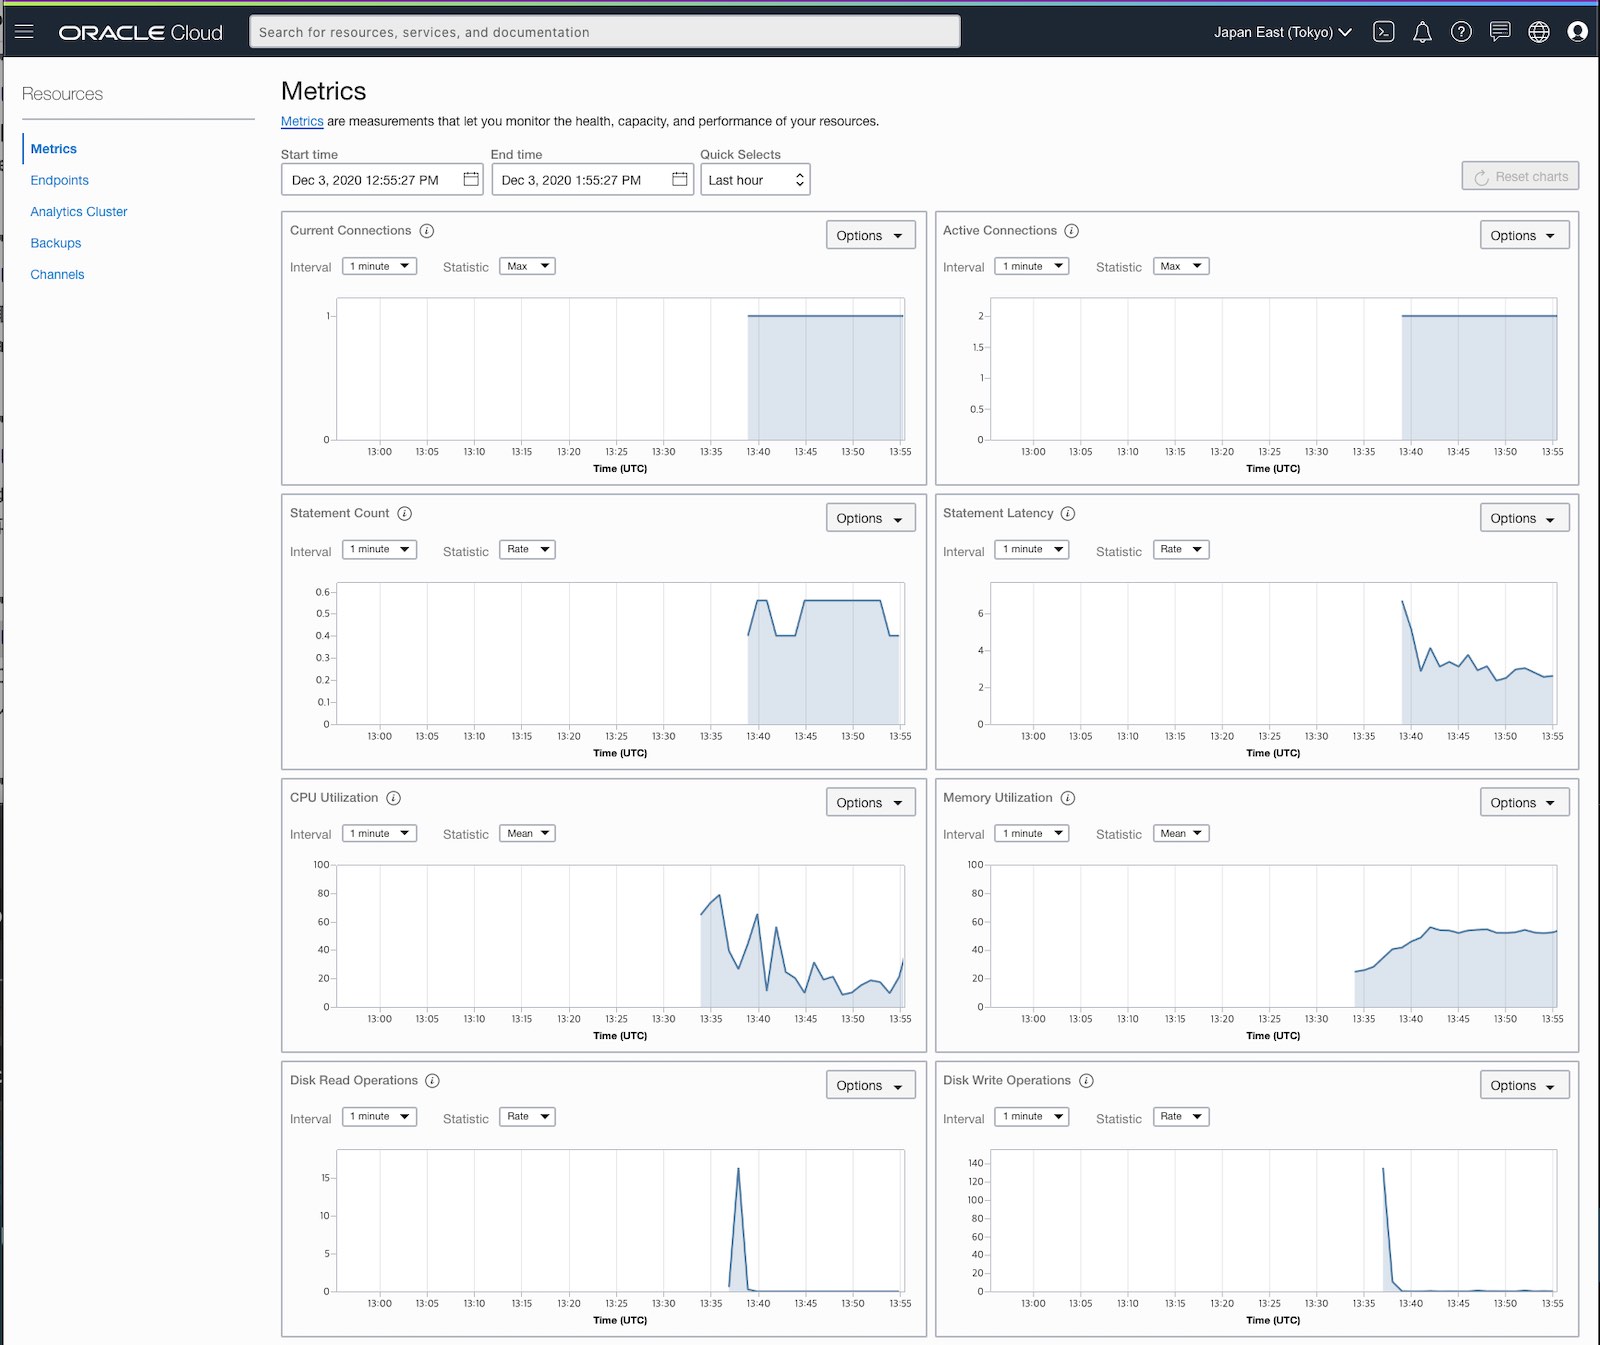 ORACLE Cloud
Search for resources, services, and documentation
Japan East (Tokyo)
Resources
Metrics
Endpoints
Analytics Cluster
Backups
Channels
Metrics
Metrics are measurements that let you monitor the health, capacity, and performance of your resources.
Start time
End time
Quick Selects
Dec 3, 2020 12:55:27 PM
Dec 3, 2020 1:55:27 PM
Last hour
Reset charts
Current Connections
Options
Interval 1 minute Statistic Max
1
0
13:00 13:05 13:10 13:15 13:20 13:25 13:30 13:35 13:40 13:45 13:50 13:55
Time (UTC)
Active Connections
Options
Interval 1 minute Statistic Max
2
1.5
1
0.5
0
13:00 13:05 13:10 13:15 13:20 13:25 13:30 13:35 13:40 13:45 13:50 13:55
Time (UTC)
Statement Count
Options
Interval 1 minute Statistic Rate
0.6
0.5
0.4
0.3
0.2
0.1
0
13:00 13:05 13:10 13:15 13:20 13:25 13:30 13:35 13:40 13:45 13:50 13:55
Time (UTC)
Statement Latency
Options
Interval 1 minute Statistic Rate
6
4
2
0
13:00 13:05 13:10 13:15 13:20 13:25 13:30 13:35 13:40 13:45 13:50 13:55
Time (UTC)
CPU Utilization
Options
Interval 1 minute Statistic Mean
100
80
60
40
20
0
13:00 13:05 13:10 13:15 13:20 13:25 13:30 13:35 13:40 13:45 13:50 13:55
Time (UTC)
Memory Utilization
Options
Interval 1 minute Statistic Mean
100
80
60
40
20
0
13:00 13:05 13:10 13:15 13:20 13:25 13:30 13:35 13:40 13:45 13:50 13:55
Time (UTC)
Disk Read Operations
Options
Interval 1 minute Statistic Rate
15
10
5
0
13:00 13:05 13:10 13:15 13:20 13:25 13:30 13:35 13:40 13:45 13:50 13:55
Time (UTC)
Disk Write Operations
Options
Interval 1 minute Statistic Rate
140
120
100
80
60
40
20
0
13:00 13:05 13:10 13:15 13:20 13:25 13:30 13:35 13:40 13:45 13:50 13:55
Time (UTC)